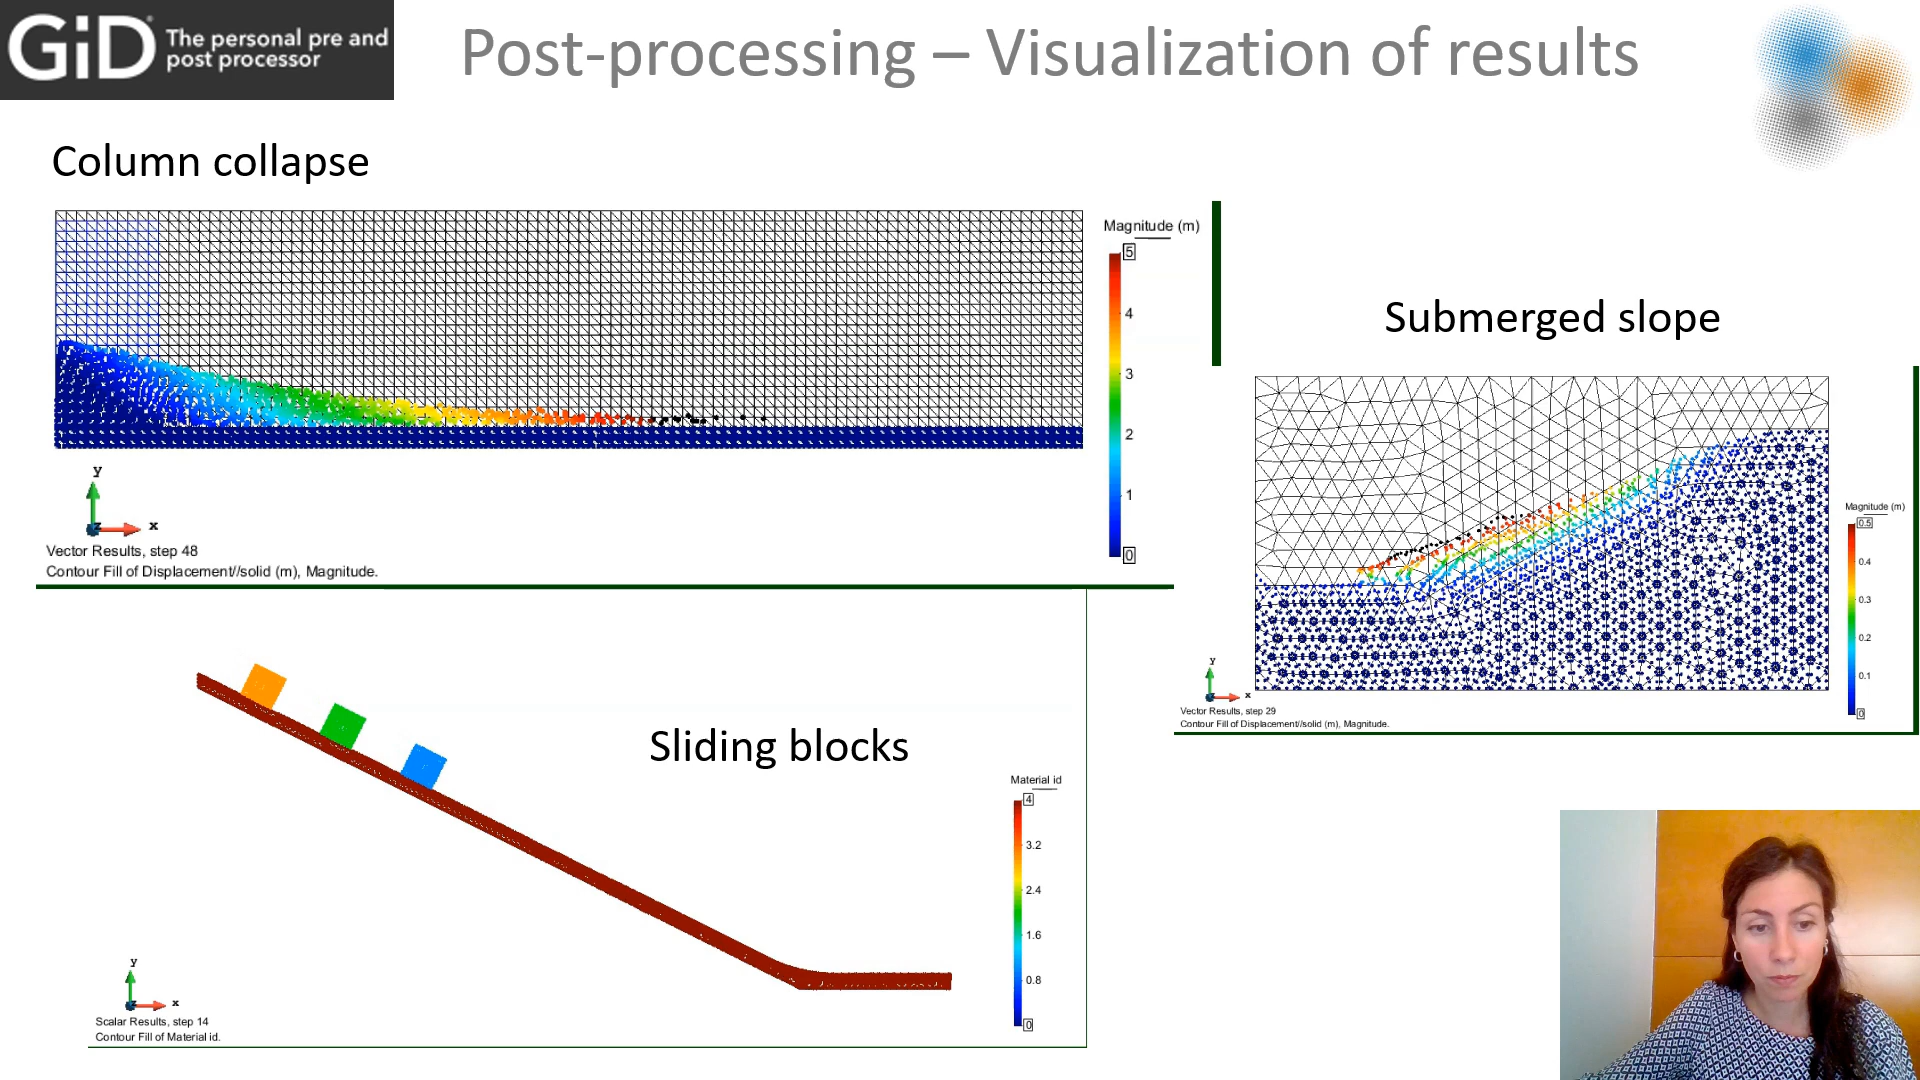 GiD The personal pre and
post processor
Post-processing – Visualization of results
Column collapse
Magnitude (m)
5
4
3
2
1
0
y
z
x
Vector Results, step 48
Contour Fill of Displacement//solid (m), Magnitude.
Submerged slope
Magnitude (m)
0.5
0.4
0.3
0.2
0.1
0
y
z
x
Vector Results, step 29
Contour Fill of Displacement//solid (m), Magnitude.
Sliding blocks
Material id
4
3.2
2.4
1.6
0.8
0
y
z
x
Scalar Results, step 14
Contour Fill of Material id.